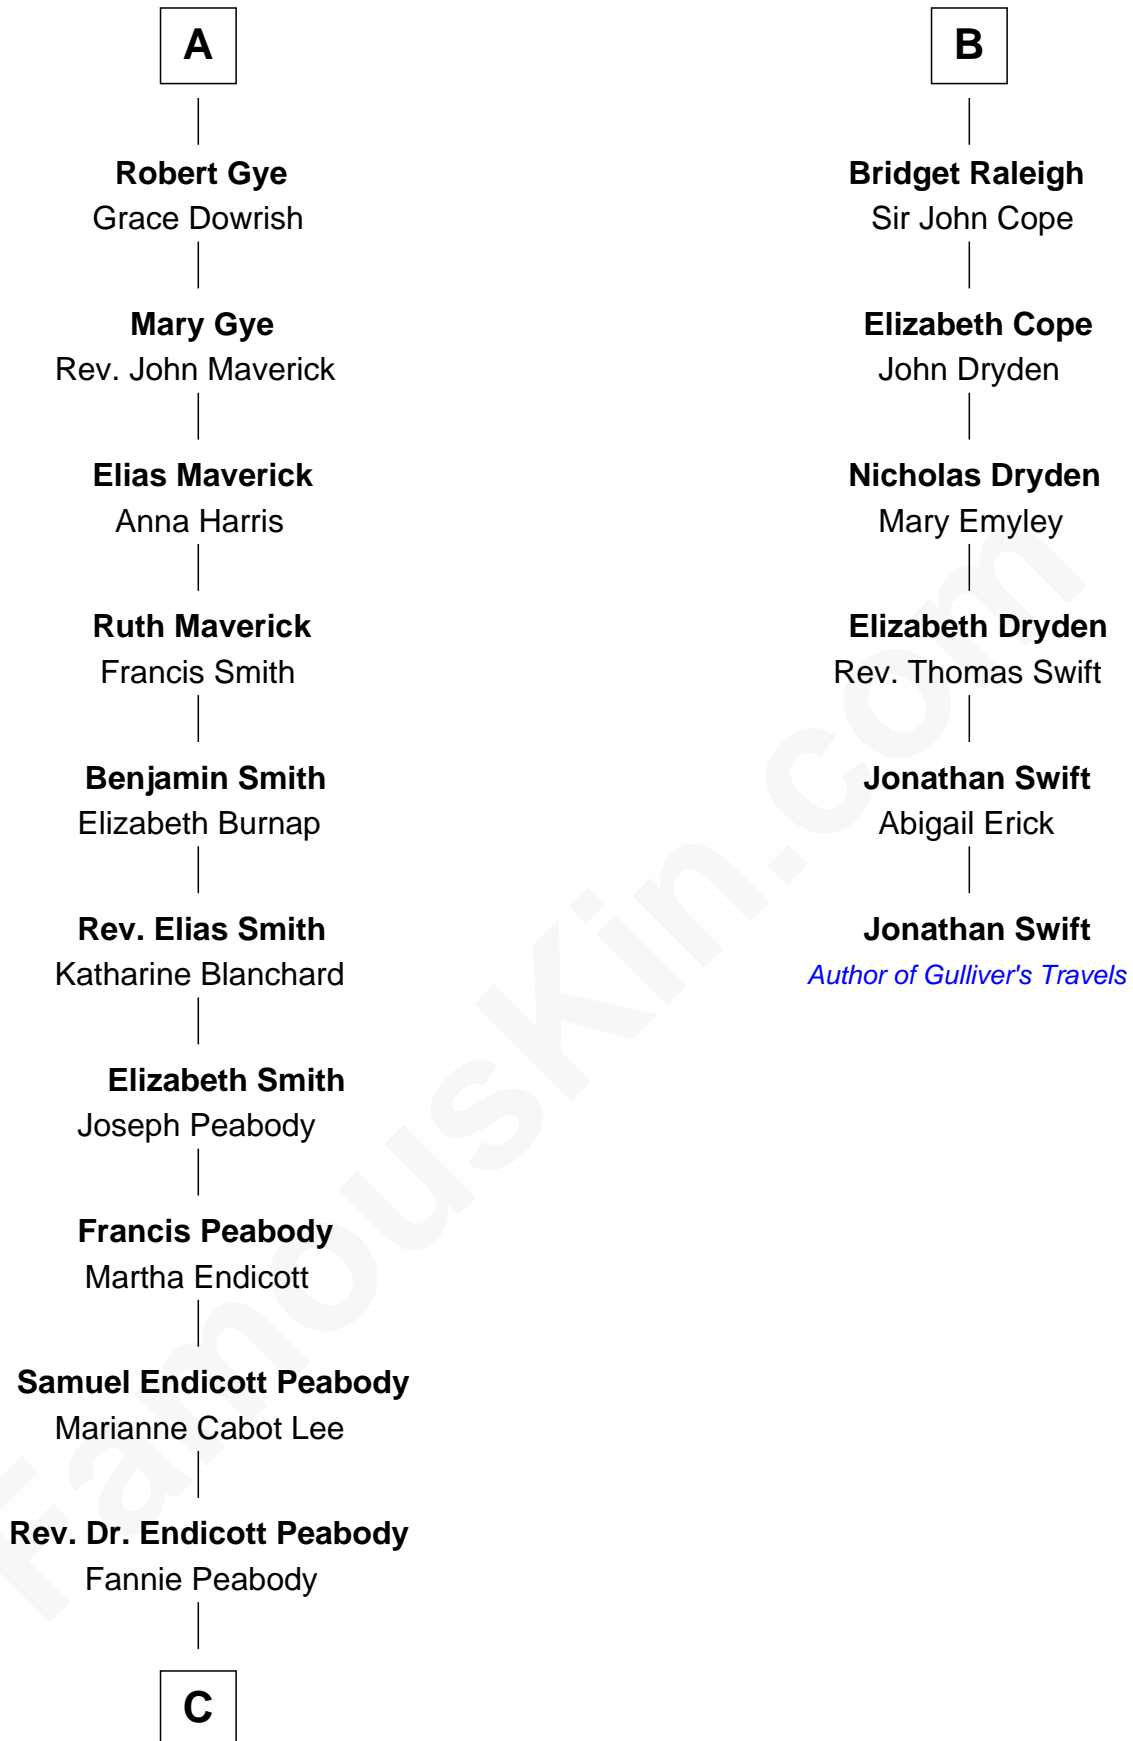 A
Robert Gye
Grace Dowrish
Mary Gye
Rev. John Maverick
Elias Maverick
Anna Harris
Ruth Maverick
Francis Smith
Benjamin Smith
Elizabeth Burnap
Rev. Elias Smith
Katharine Blanchard
Elizabeth Smith
Joseph Peabody
Francis Peabody
Martha Endicott
Samuel Endicott Peabody
Marianne Cabot Lee
Rev. Dr. Endicott Peabody
Fannie Peabody
C
B
Bridget Raleigh
Sir John Cope
Elizabeth Cope
John Dryden
Nicholas Dryden
Mary Emyley
Elizabeth Dryden
Rev. Thomas Swift
Jonathan Swift
Abigail Erick
Jonathan Swift
Author of Gulliver's Travels
FamousKin.com